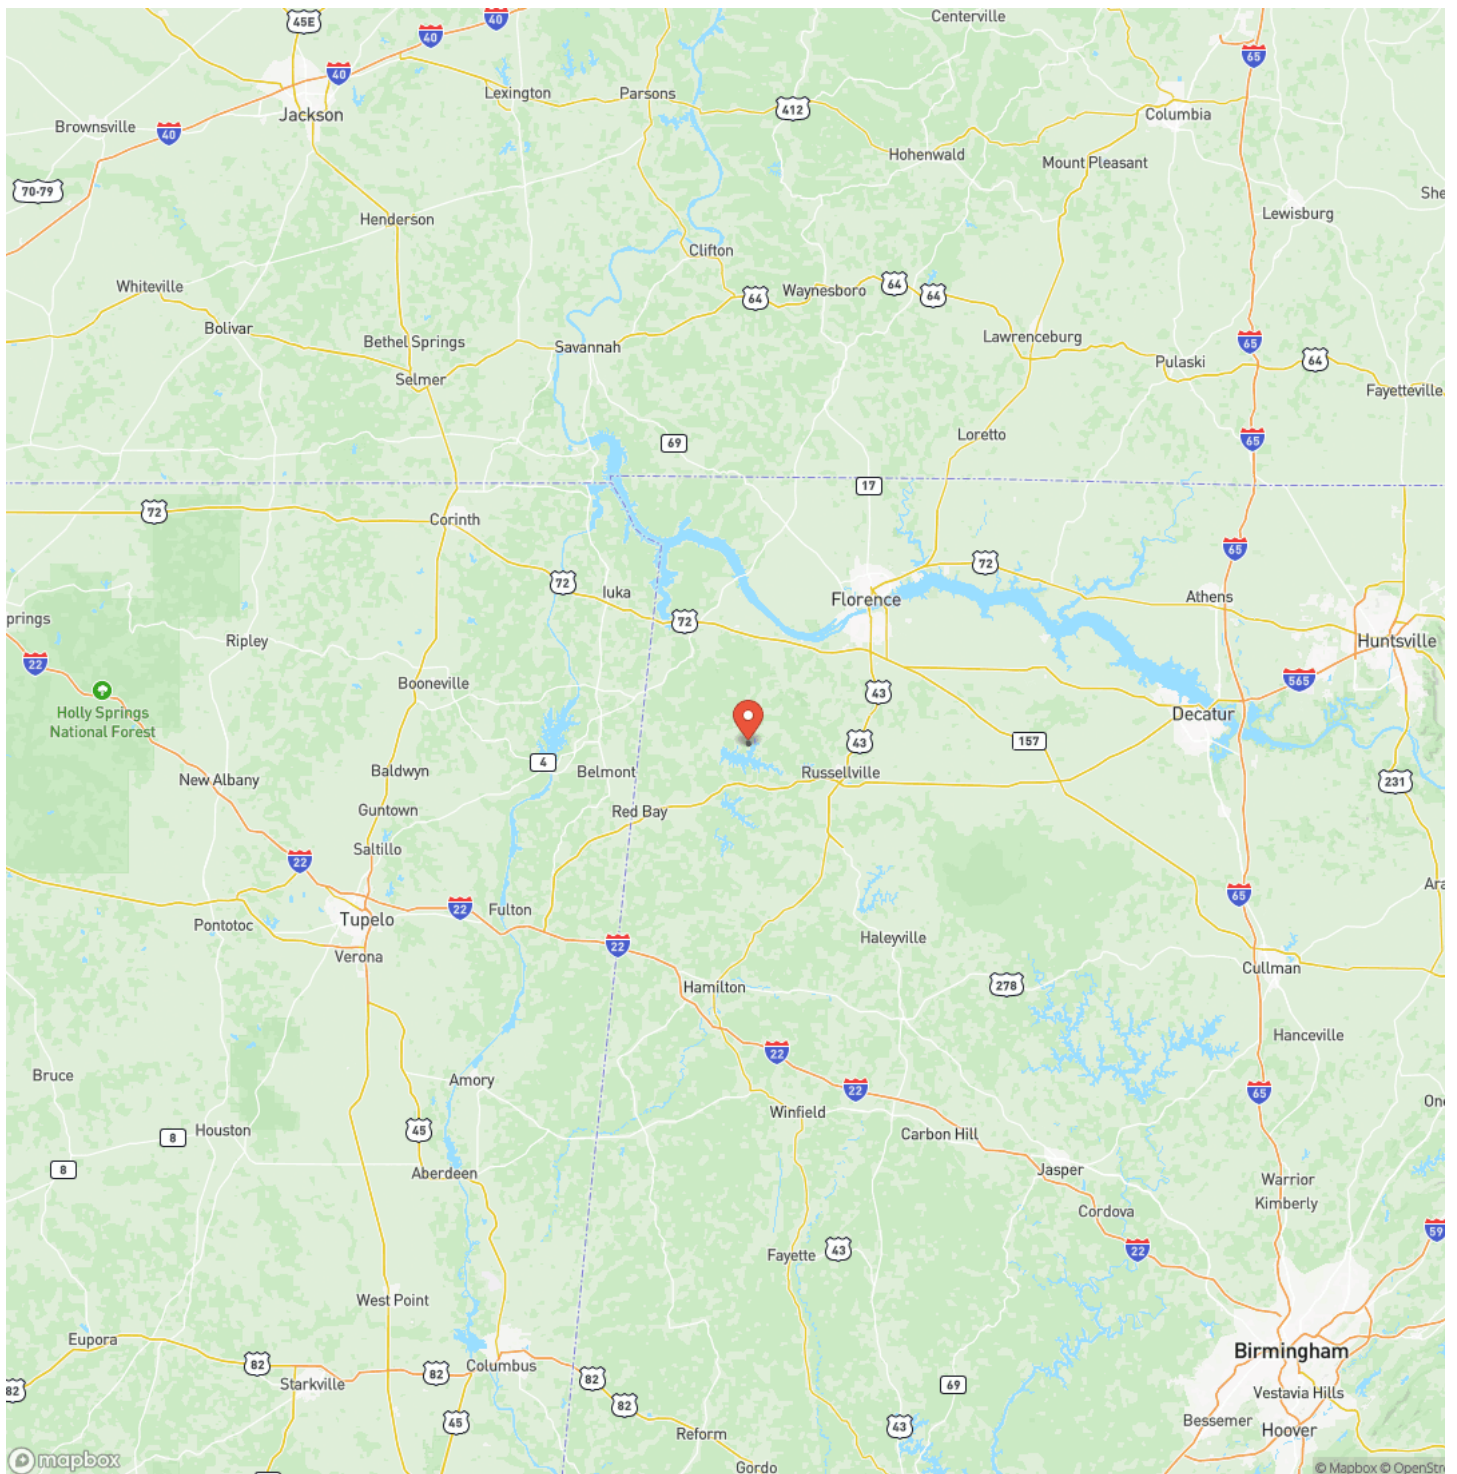 45E
40
40
Centerville
65
40
Lexington
Parsons
412
Jackson
Columbia
Brownsville
40
Hohenwald
Mount Pleasant
70-79
She
Henderson
Lewisburg
Clifton
Whiteville
Waynesboro
64
64
64
Bolivar
Bethel Springs
Savannah
Lawrenceburg
65
Pulaski
64
Selmer
Fayetteville
69
Loretto
65
17
72
Corinth
65
72
72
Iuka
Florence
Athens
prings
72
Ripley
Huntsville
22
Booneville
43
565
Holly Springs
National Forest
Decatur
43
157
4
Baldwyn
Belmont
Russellville
New Albany
231
Guntown
Red Bay
Saltillo
22
Ara
65
22
Fulton
Pontotoc
Tupelo
22
Haleyville
Verona
Cullman
Hamilton
278
Hanceville
22
Bruce
Amory
22
65
One
Winfield
8
Houston
45
Carbon Hill
8
Aberdeen
Jasper
Warrior
Kimberly
Cordova
59
Fayette
43
22
West Point
Eupora
Birmingham
82
Columbus
82
82
82
Starkville
69
Vestavia Hills
82
45
Bessemer
43
Hoover
Reform
mapbox
Gordo
© Mapbox © OpenStre